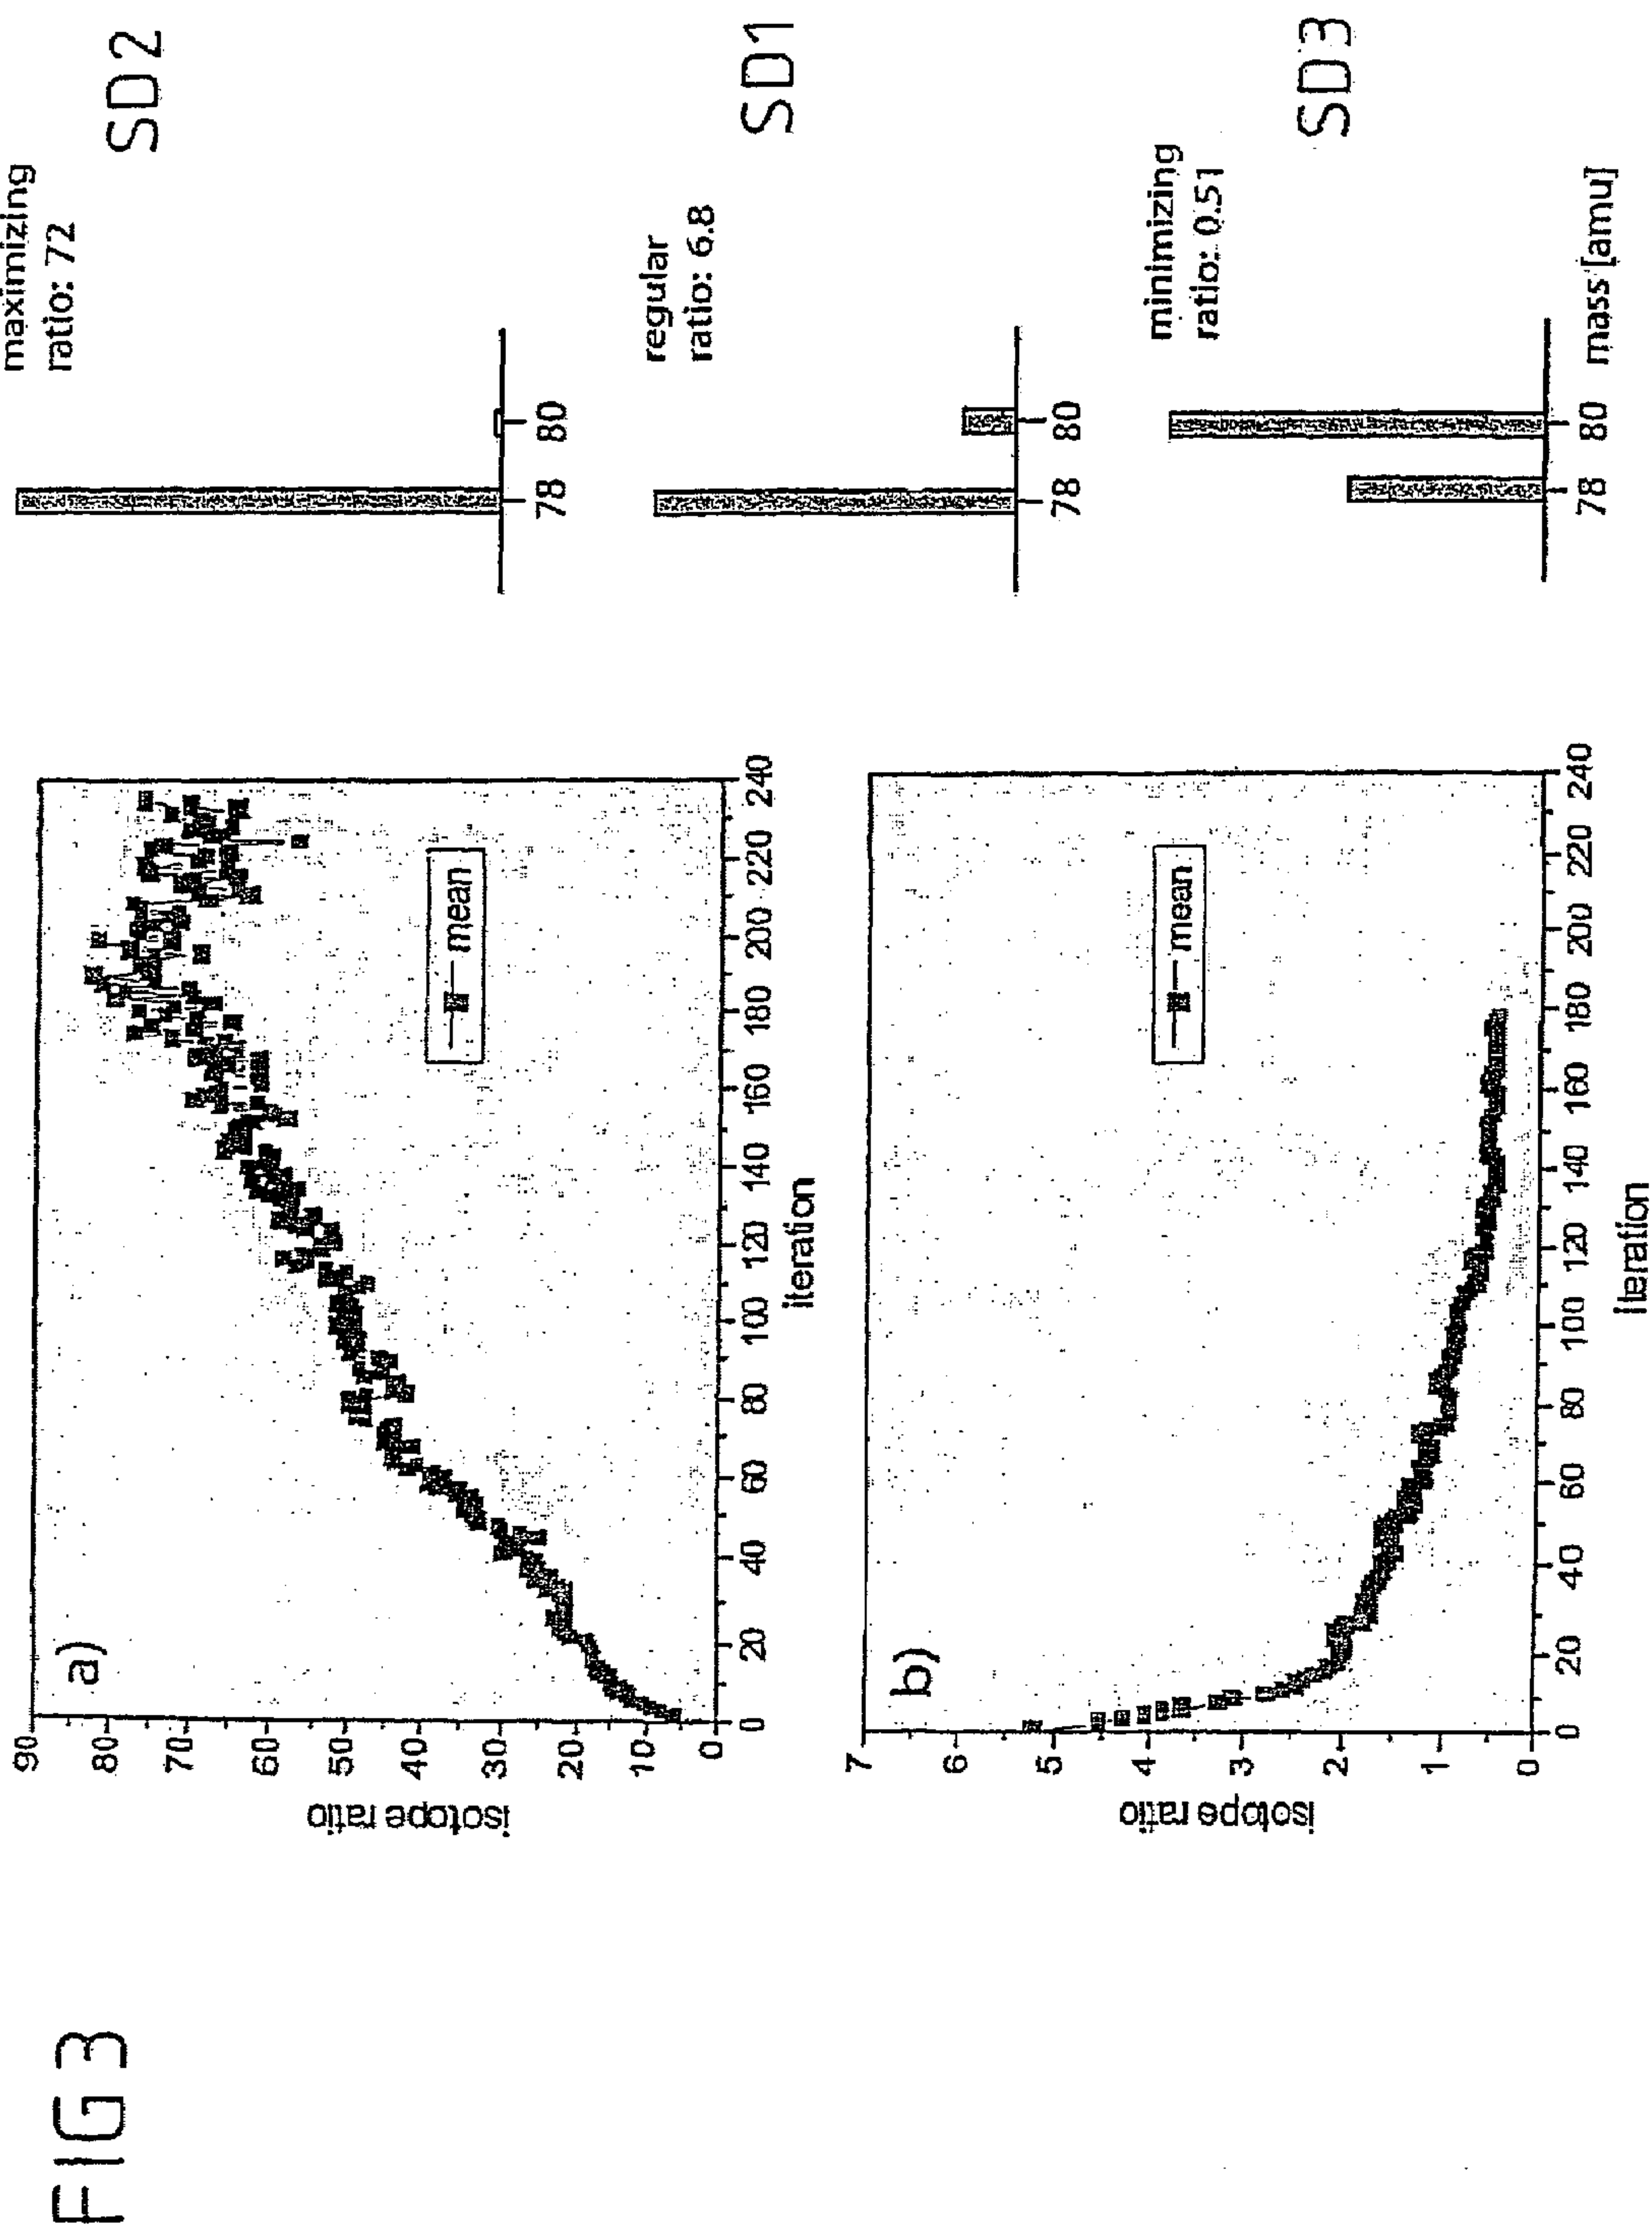 FIG 3
a)
isotope ratio
90
80
70
60
50
40
30
20
10
0
0
20
40
60
80
100
120
140
160
180
200
220
240
iteration
mean
b)
isotope ratio
7
6
5
4
3
2
1
0
0
20
40
60
80
100
120
140
160
180
200
220
240
iteration
mean
maximizing
ratio: 72
SD2
78
80
regular
ratio: 6.8
SD1
78
80
minimizing
ratio: 0.51
SD3
78
80
mass [amu]